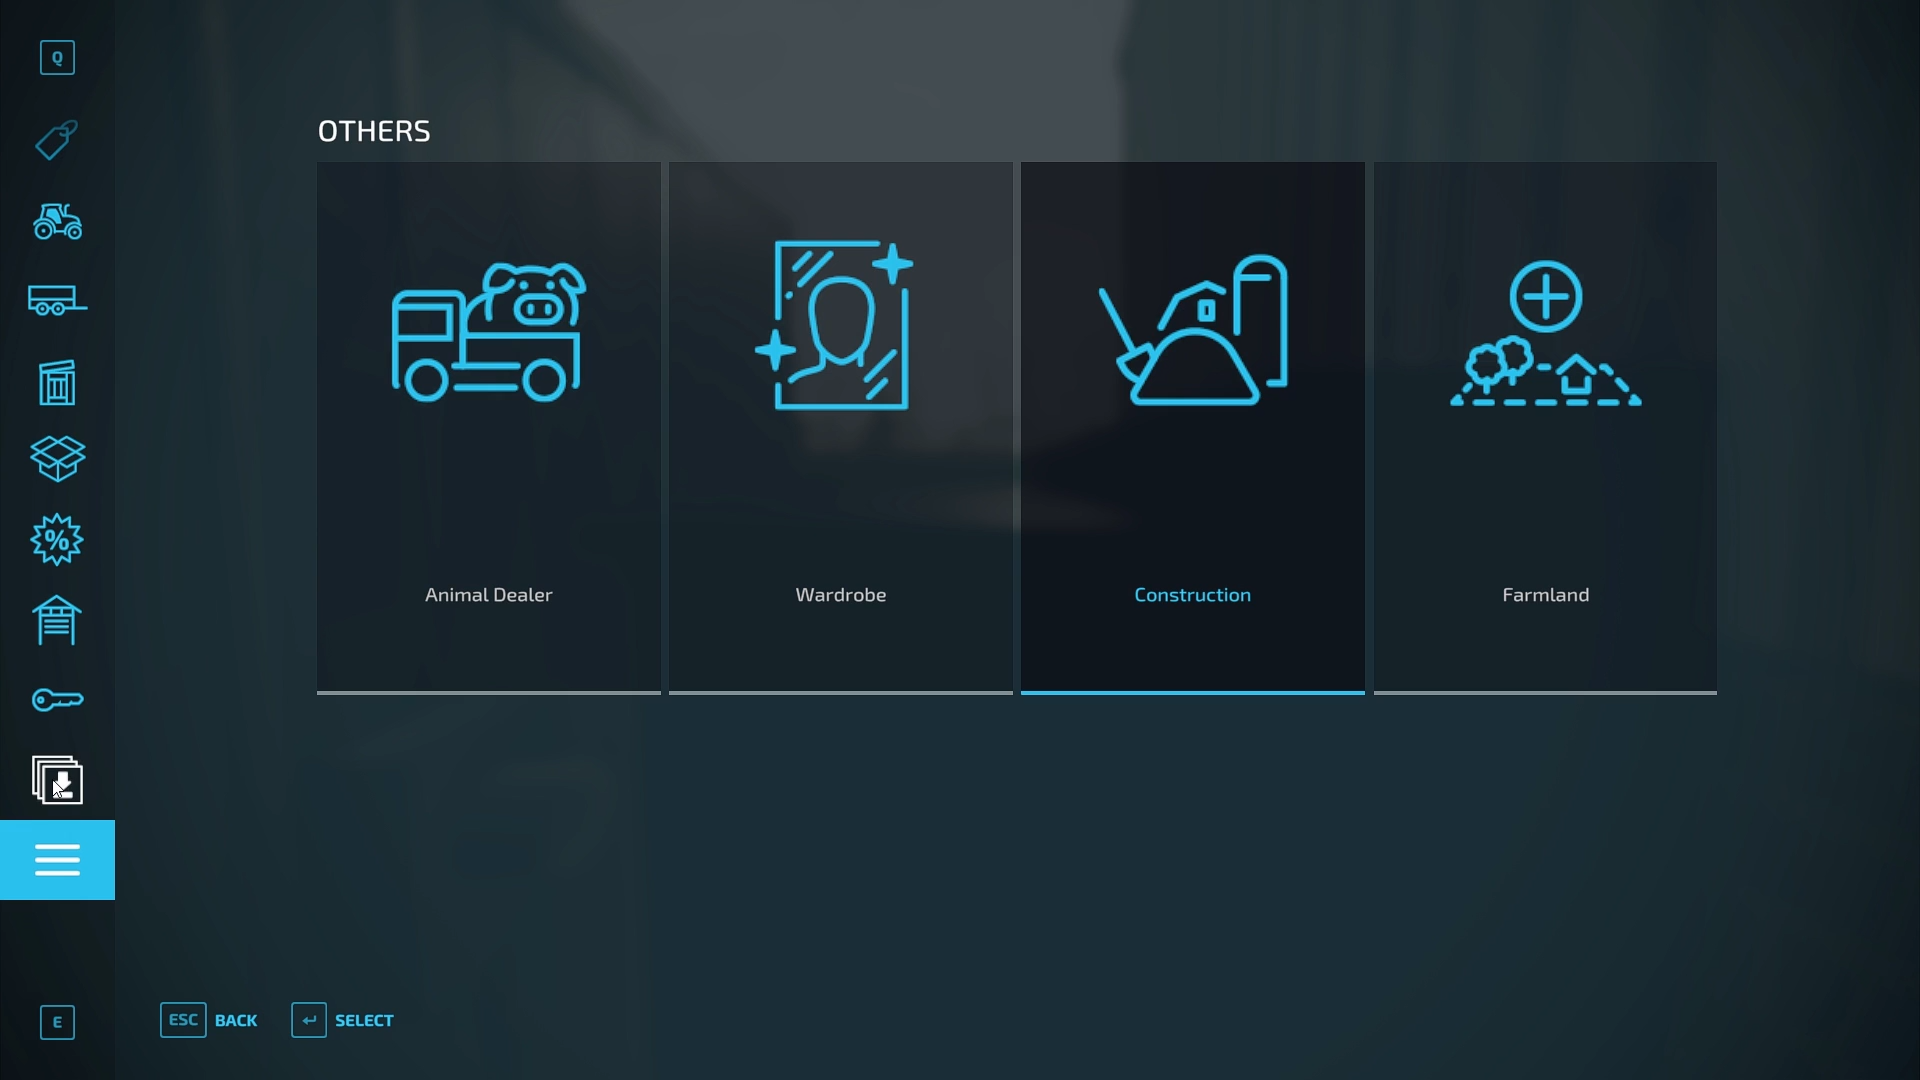 Q
OTHERS
%
Animal Dealer
Wardrobe
Construction
Farmland
E
ESC BACK ↵ SELECT